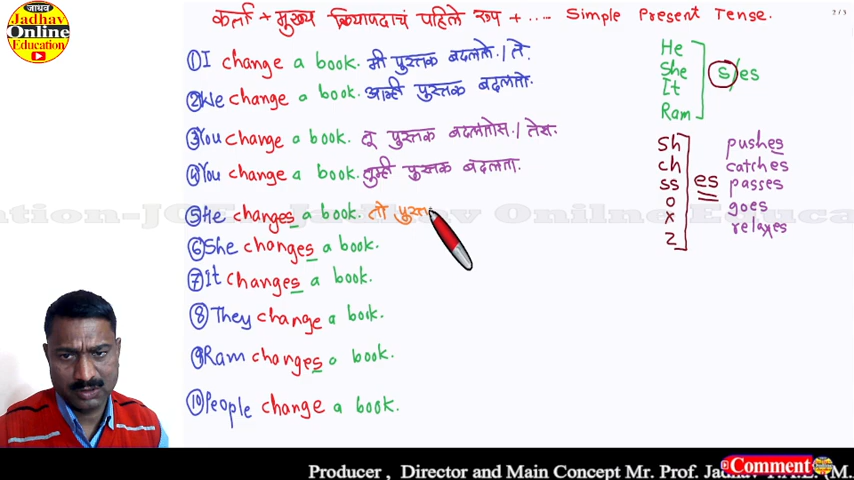 जाधव
Jadhav
Online
Education
कर्ता + मुख्य क्रियापदाचं पहिले रूप + .... Simple Present Tense.
2/3
① I change a book. मी पुस्तक बदलतो./ ते.
② We change a book. आम्ही पुस्तक बदलतो.
③ You change a book. तू पुस्तक बदलतोस./ तेस.
④ You change a book. तुम्ही पुस्तक बदलता.
⑤ He changes a book. तो पुस्त
⑥ She changes a book.
⑦ It changes a book.
⑧ They change a book.
⑨ Ram changes a book.
⑩ People change a book.
He
She
It
Ram
s/es
sh
ch
ss
o
x
z
es
pushes
catches
passes
goes
relaxes
Producer , Director and Main Concept Mr. Prof.
Comment